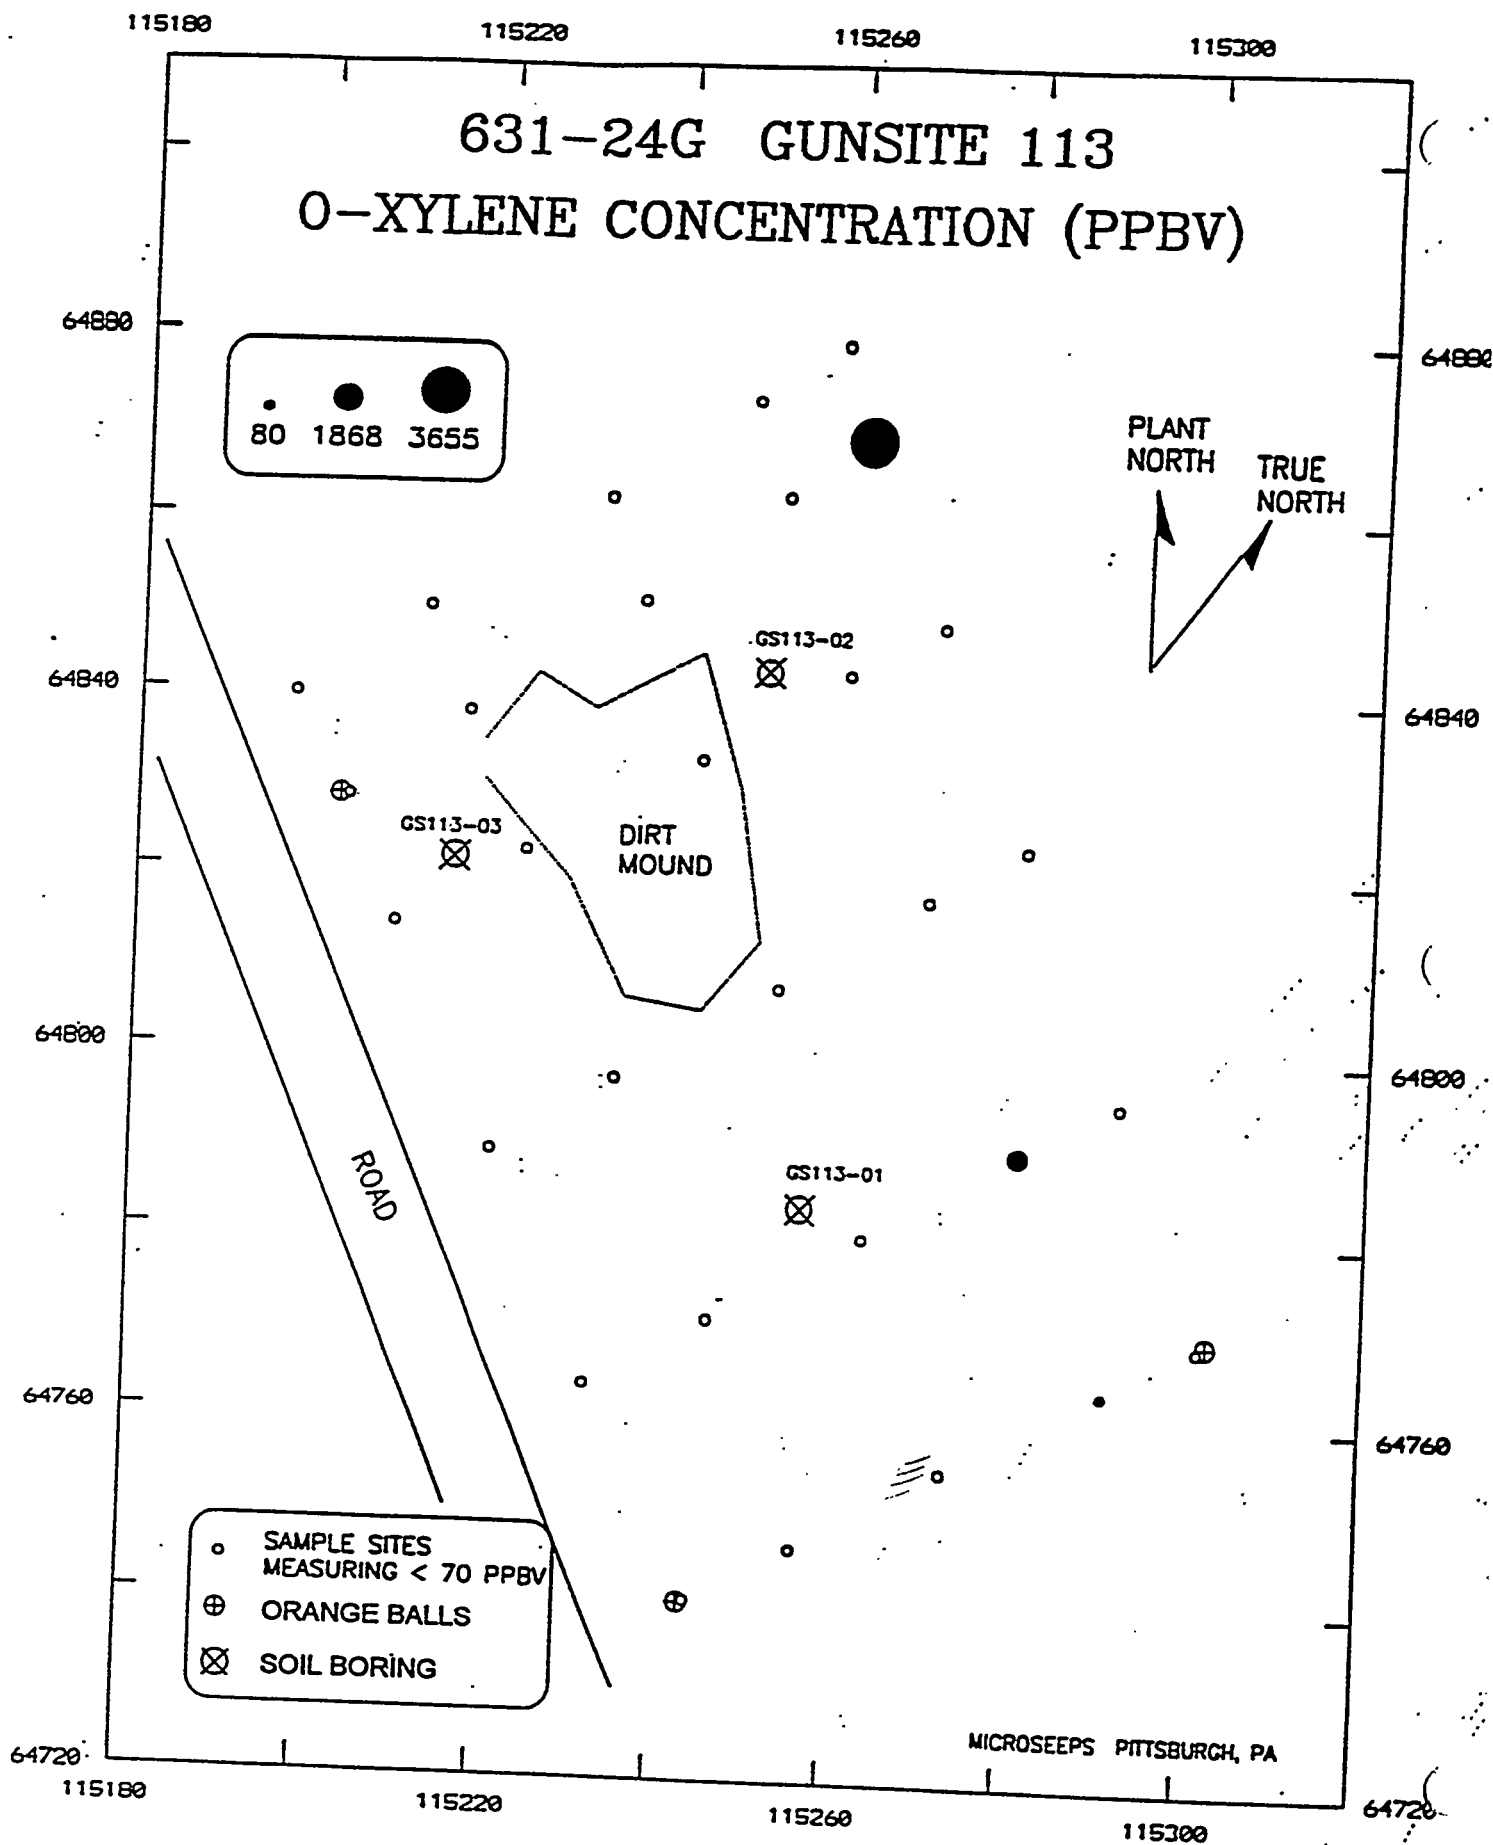 115180 115220 115260 115300
631-24G GUNSITE 113
O-XYLENE CONCENTRATION (PPBV)
64880
64880
80 1868 3655
PLANT
NORTH
TRUE
NORTH
GS113-02
64840
64840
GS113-03
DIRT
MOUND
64800
64800
ROAD
GS113-01
64760
64760
SAMPLE SITES
MEASURING < 70 PPBV
ORANGE BALLS
SOIL BORING
MICROSEEPS PITTSBURGH, PA
64720
64720
115180 115220 115260 115300